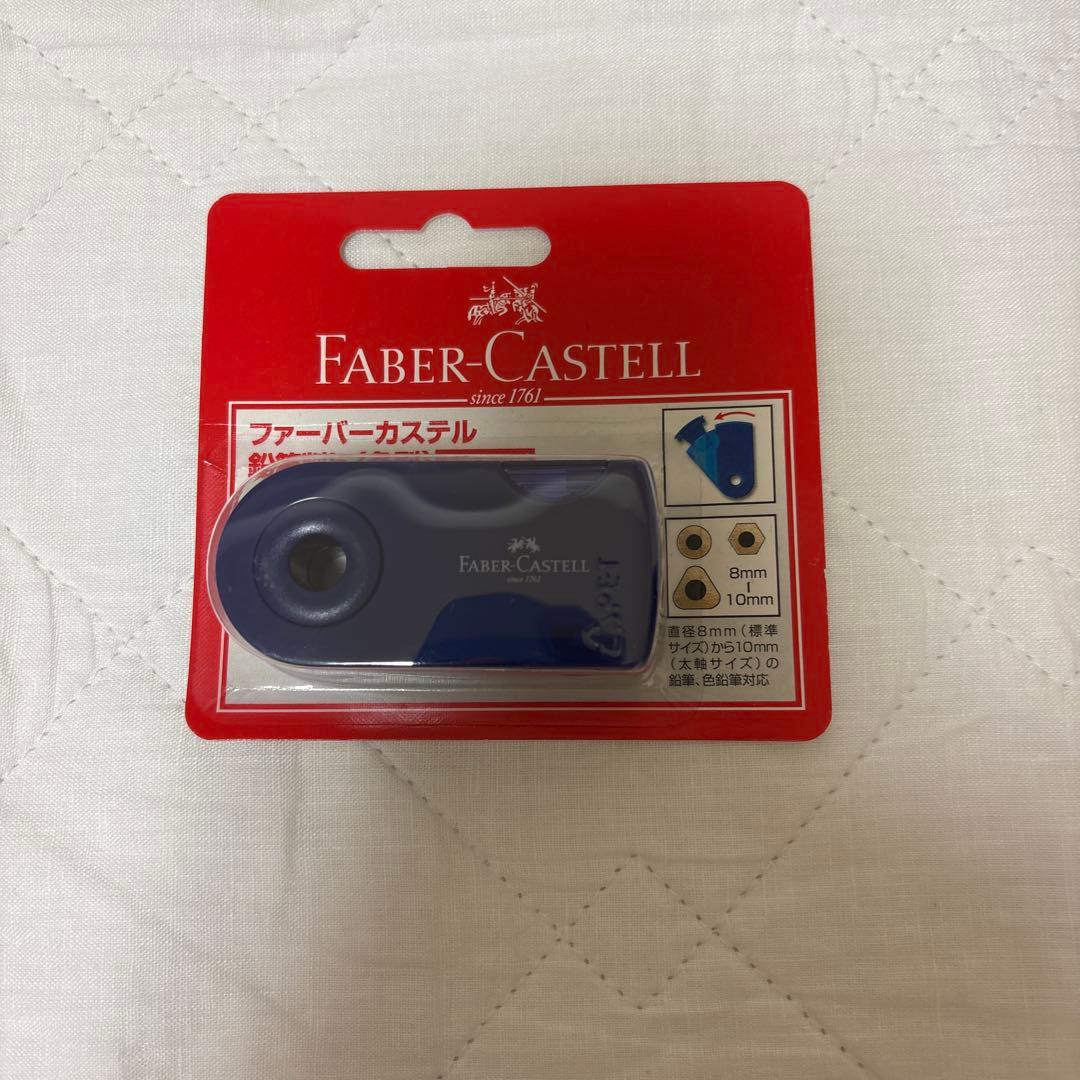 FABER-CASTELL
since 1761
ファーバーカステル
FABER-CASTELL
since 1761
PET
8mm
10mm
直径8mm(標準
サイズ)から10mm
(太軸サイズ)の
鉛筆、色鉛筆対応